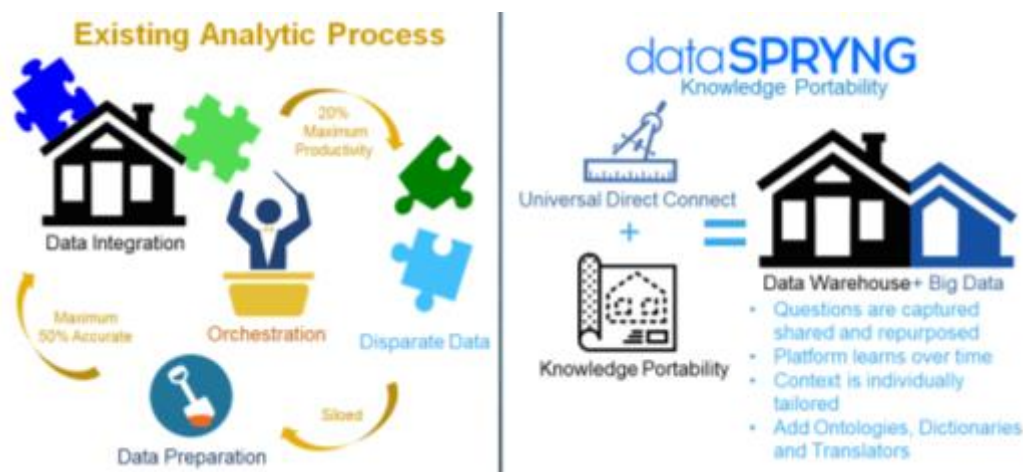 Existing Analytic Process
20%
Maximum
Productivity
Data Integration
Maximum
50% Accurate
Orchestration
Disparate Data
Siloed
Data Preparation
dataSPRYNG
Knowledge Portability
Universal Direct Connect
+
=
Knowledge Portability
Data Warehouse+ Big Data
• Questions are captured
shared and repurposed
• Platform learns over time
• Context is individually
tailored
• Add Ontologies, Dictionaries
and Translators